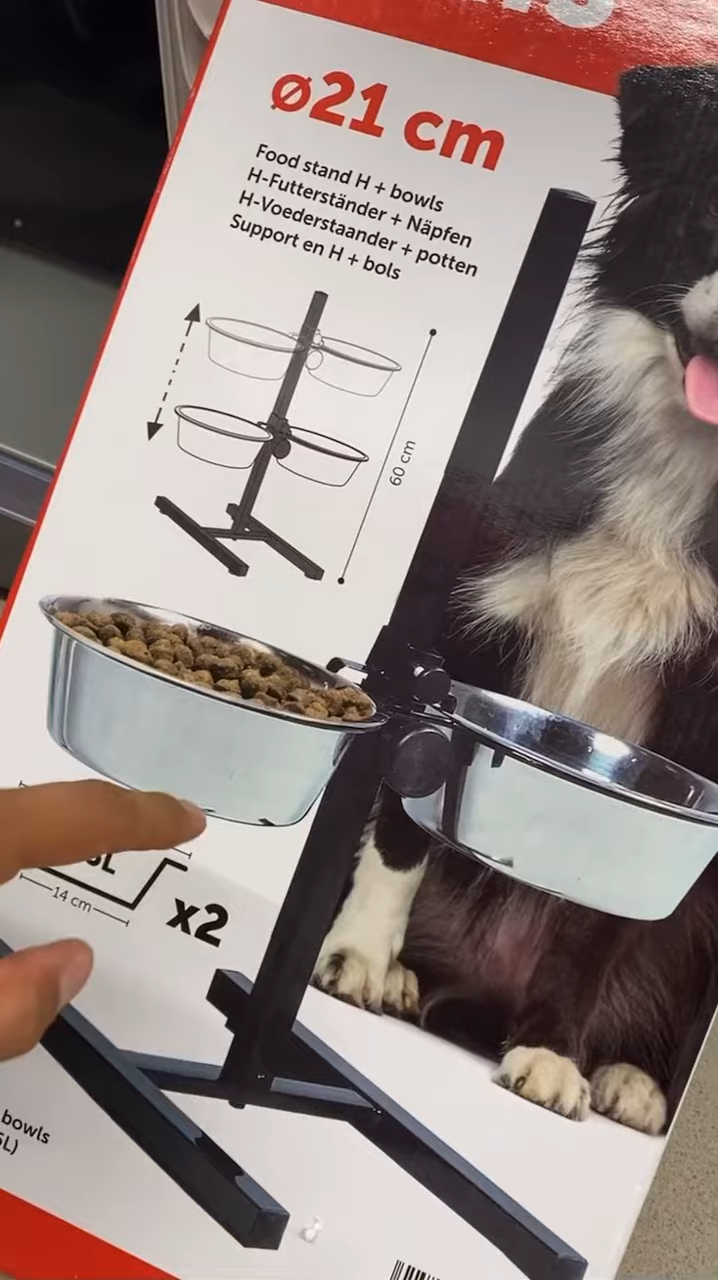 ø21 cm
Food stand H + bowls
H-Futterständer + Näpfen
H-Voederstaander + potten
Support en H + bols
60 cm
14 cm
x2
bowls